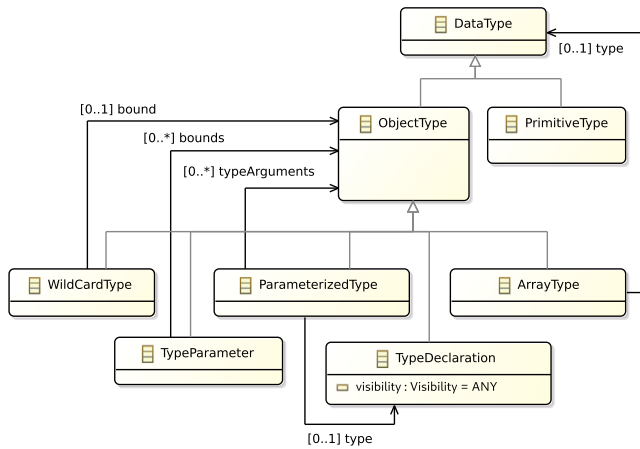 DataType
[0..1] type
[0..1] bound
ObjectType
PrimitiveType
[0..*] bounds
[0..*] typeArguments
WildCardType
ParameterizedType
ArrayType
TypeParameter
TypeDeclaration
visibility : Visibility = ANY
[0..1] type